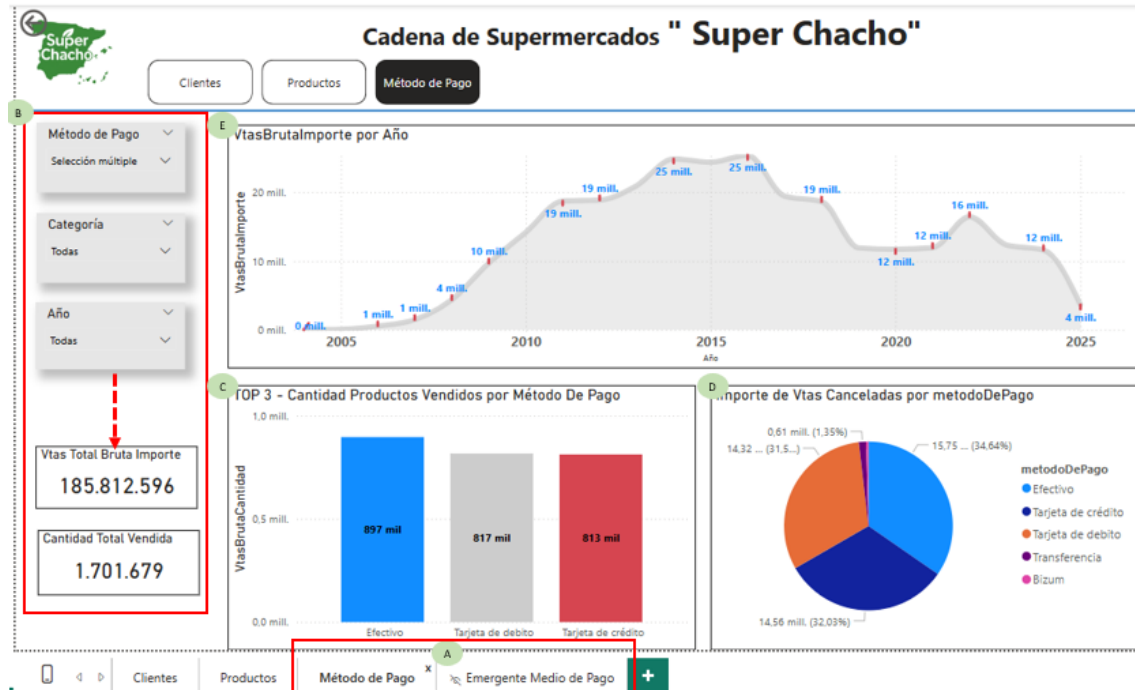 Super
Chacho
Cadena de Supermercados " Super Chacho"
Clientes
Productos
Método de Pago
B
Método de Pago
Selección múltiple
Categoría
Todas
Año
Todas
Vtas Total Bruta Importe
185.812.596
Cantidad Total Vendida
1.701.679
E
VtasBrutaImporte por Año
VtasBrutaImporte
20 mill.
10 mill.
0 mill.
0 mill.
1 mill.
1 mill.
4 mill.
10 mill.
19 mill.
19 mill.
25 mill.
25 mill.
19 mill.
12 mill.
12 mill.
16 mill.
12 mill.
4 mill.
2005
2010
2015
2020
2025
Año
C
TOP 3 - Cantidad Productos Vendidos por Método De Pago
VtasBrutaCantidad
1,0 mill.
0,5 mill.
0,0 mill.
897 mil
817 mil
813 mil
Efectivo
Tarjeta de debito
Tarjeta de crédito
D
Importe de Vtas Canceladas por metodoDePago
0,61 mill. (1,35%)
14,32 ... (31,5...)
15,75 ... (34,64%)
14,56 mill. (32,03%)
metodoDePago
Efectivo
Tarjeta de crédito
Tarjeta de debito
Transferencia
Bizum
A
Clientes
Productos
Método de Pago
x
Emergente Medio de Pago
+